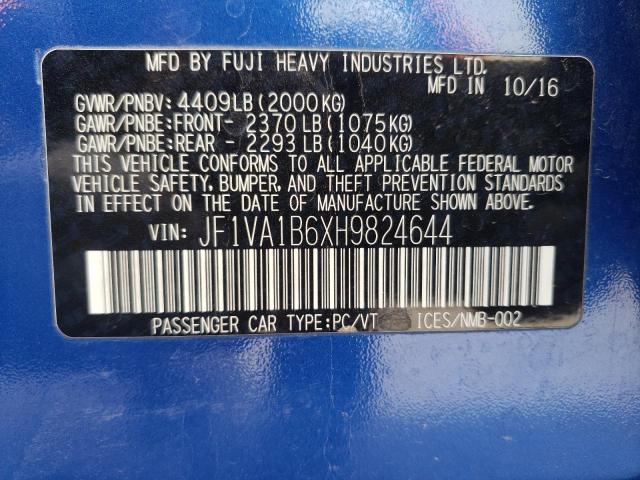 MFD BY FUJI HEAVY INDUSTRIES LTD.
MFD IN 10/16
GVWR/PNBV: 4409LB (2000KG)
GAWR/PNBE:FRONT- 2370 LB (1075KG)
GAWR/PNBE:REAR - 2293 LB (1040KG)
THIS VEHICLE CONFORMS TO ALL APPLICABLE FEDERAL MOTOR
VEHICLE SAFETY, BUMPER, AND THEFT PREVENTION STANDARDS
IN EFFECT ON THE DATE OF MANUFACTURE SHOWN ABOVE.
VIN: JF1VA1B6XH9824644
PASSENGER CAR TYPE:PC/VT ICES/NMB-002